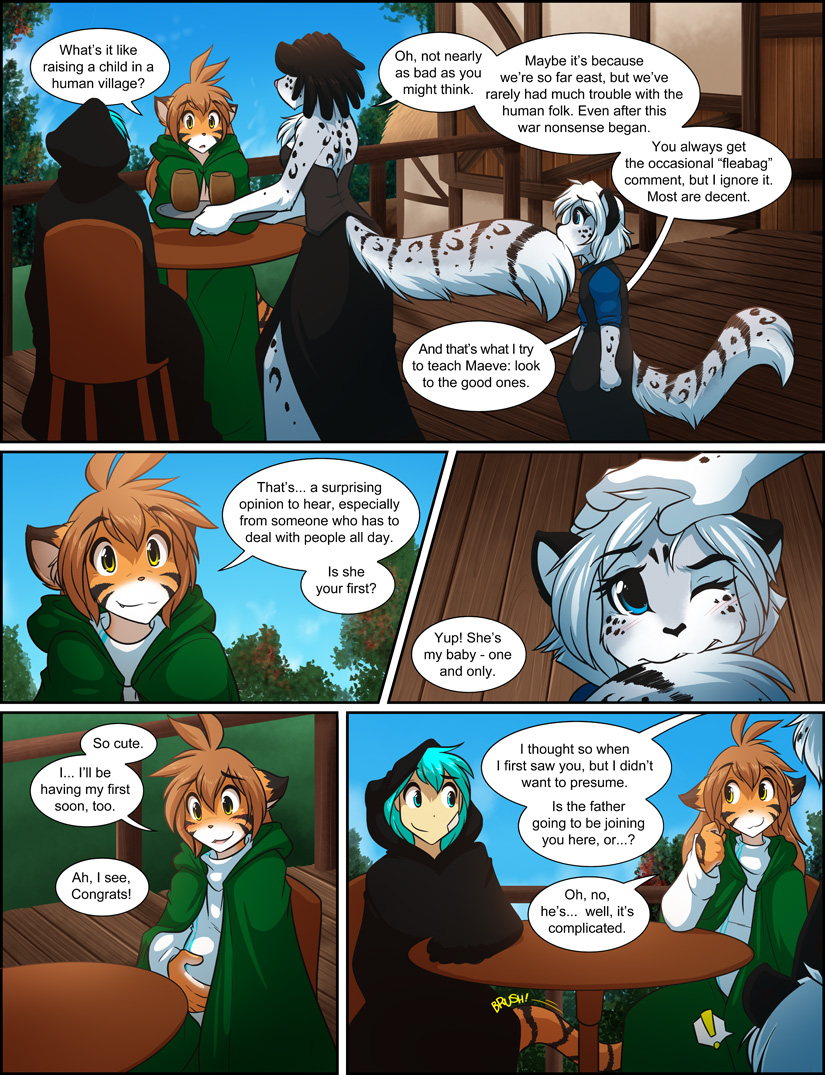 What's it like
raising a child in a
human village?
Oh, not nearly
as bad as you
might think.
Maybe it's because
we're so far east, but we've
rarely had much trouble with the
human folk. Even after this
war nonsense began.
You always get
the occasional “fleabag”
comment, but I ignore it.
Most are decent.
And that's what I try
to teach Maeve: look
to the good ones.
That's... a surprising
opinion to hear, especially
from someone who has to
deal with people all day.
Is she
your first?
Yup! She's
my baby - one
and only.
So cute.
I... I'll be
having my first
soon, too.
Ah, I see,
Congrats!
I thought so when
I first saw you, but I didn't
want to presume.
Is the father
going to be joining
you here, or...?
Oh, no,
he's... well, it's
complicated.
BRUSH!
!